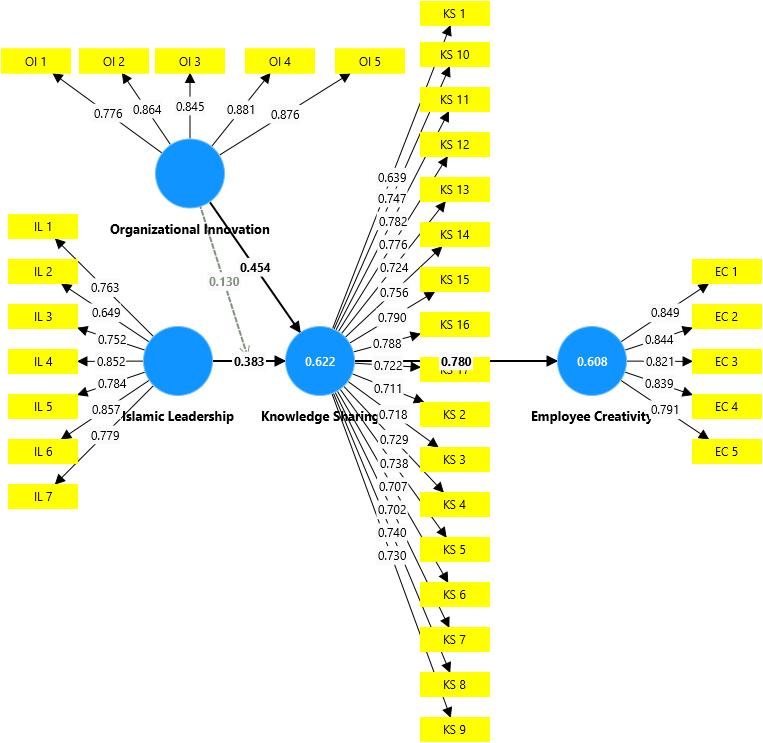 KS 1
KS 10
OI 1
OI 2
OI 3
OI 4
OI 5
KS 11
0.776
0.864
0.845
0.881
0.876
KS 12
KS 13
0.639
0.747
0.782
0.776
0.724
0.756
0.790
0.788
0.722
0.711
0.718
0.729
0.738
0.707
0.702
0.740
0.730
Organizational Innovation
IL 1
IL 2
IL 3
IL 4
IL 5
IL 6
IL 7
0.763
0.649
0.752
0.852
0.784
0.857
0.779
Islamic Leadership
0.130
0.454
0.383
0.622
Knowledge Sharing
KS 14
KS 15
KS 16
KS 17
KS 2
KS 3
KS 4
KS 5
KS 6
KS 7
KS 8
KS 9
0.780
0.608
Employee Creativity
0.849
0.844
0.821
0.839
0.791
EC 1
EC 2
EC 3
EC 4
EC 5